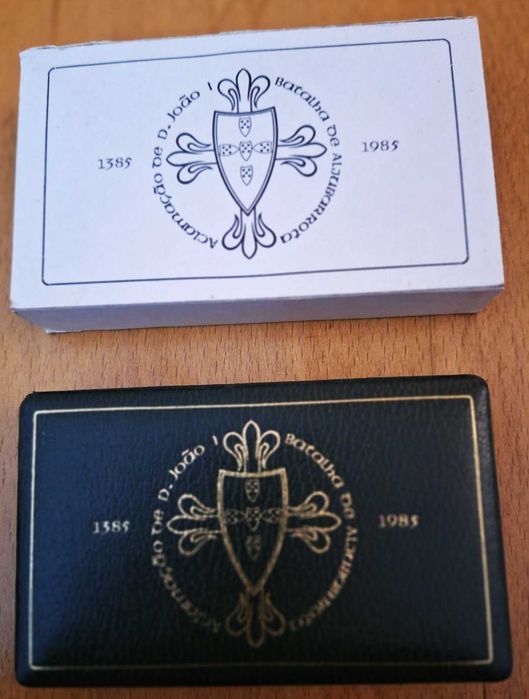 Aclamação de D. João I
Batalha de Aljubarrota
1385
1985
Aclamação de D. João I
Batalha de Aljubarrota
1385
1985